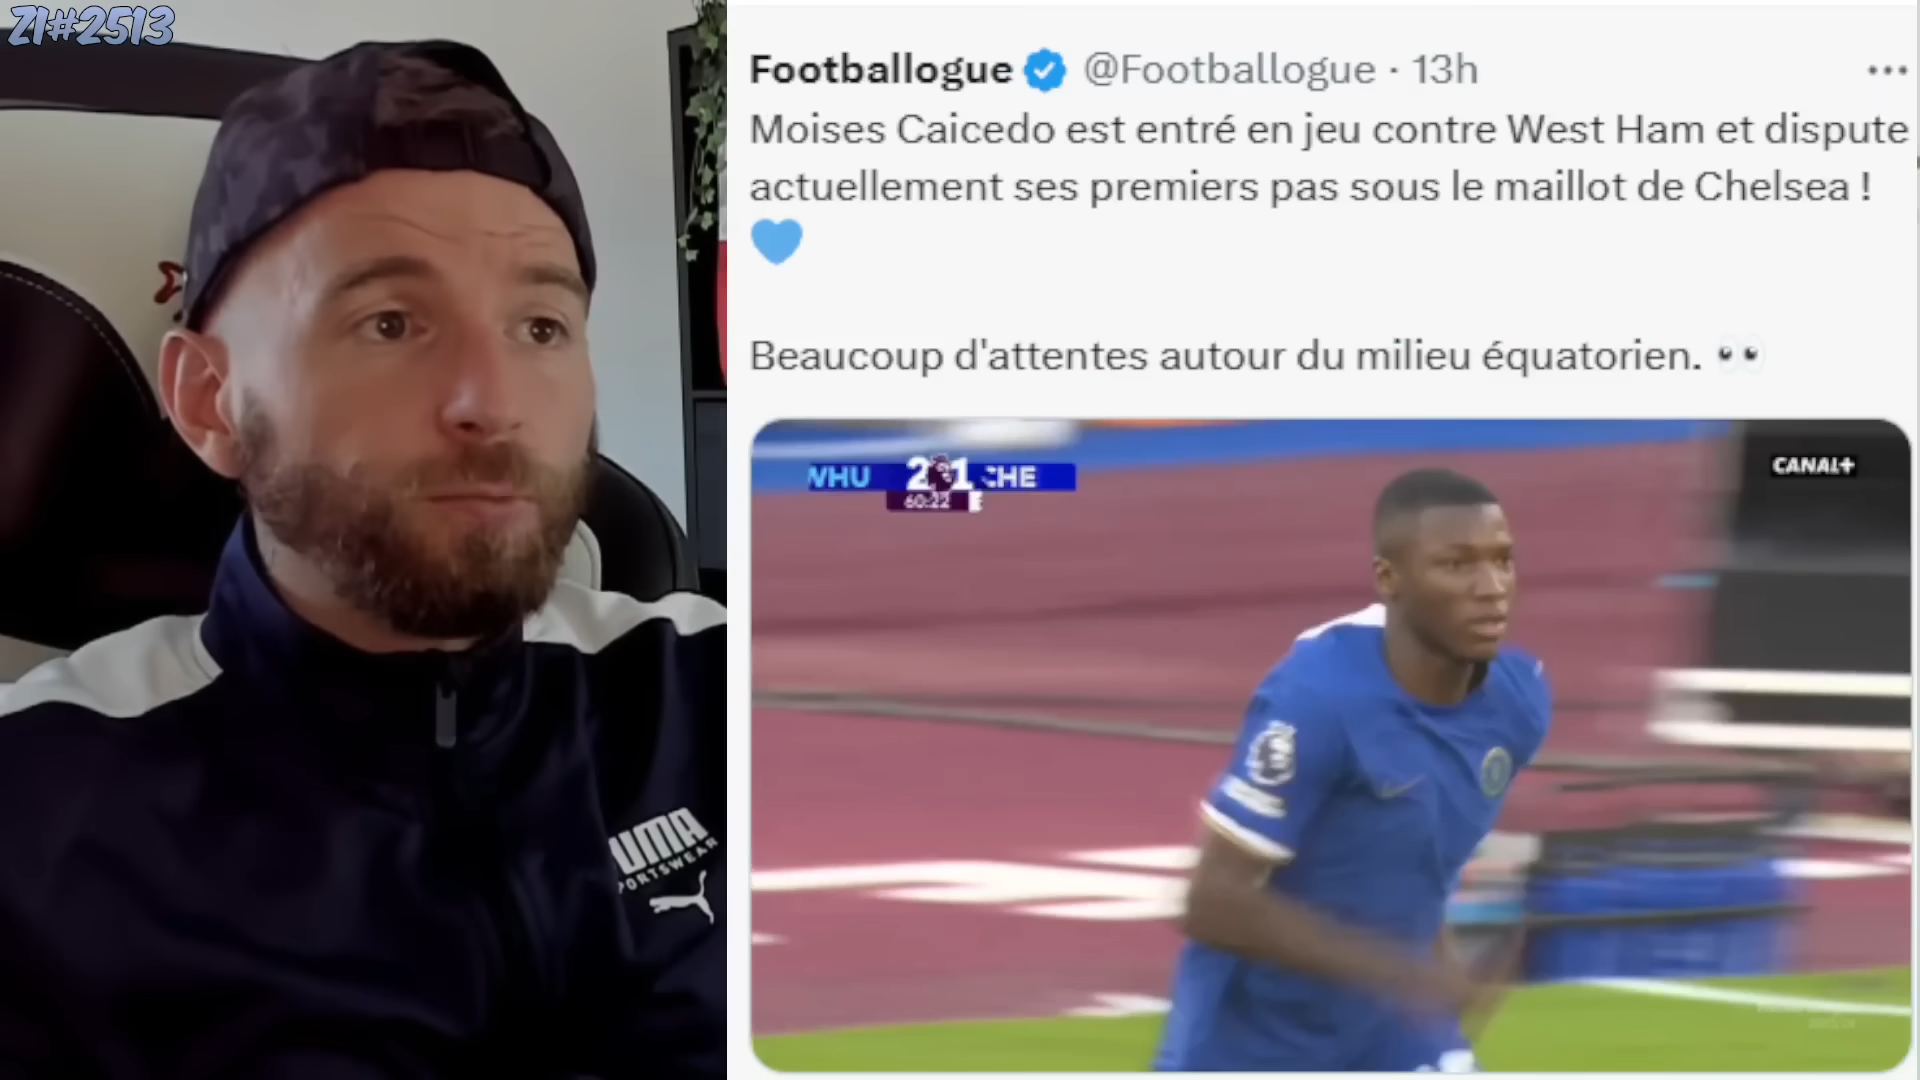 ZI#2513
Footballogue @Footballogue · 13h
Moises Caicedo est entré en jeu contre West Ham et dispute
actuellement ses premiers pas sous le maillot de Chelsea !
Beaucoup d'attentes autour du milieu équatorien.
WHU 2 1 CHE
60:22
CANAL+
PUMA
SPORTSWEAR